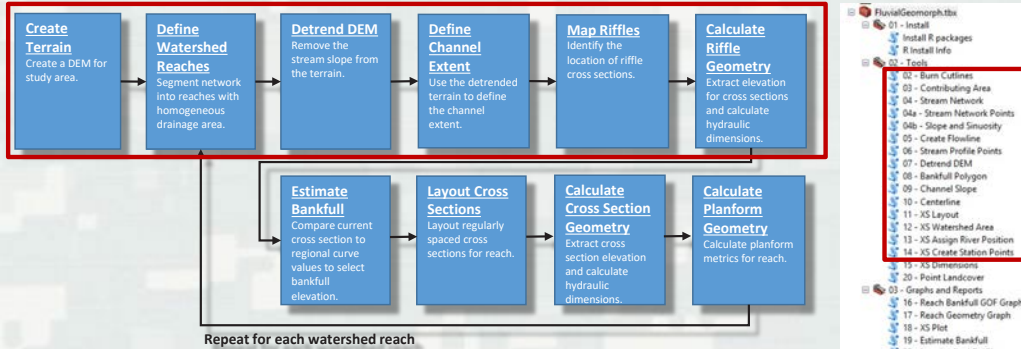 Create
Terrain
Create a DEM for
study area.
Define
Watershed
Reaches
Segment network
into reaches with
homogeneous
drainage area.
Detrend DEM
Remove the
stream slope from
the terrain.
Define
Channel
Extent
Use the detrended
terrain to define
the channel
extent.
Map Riffles
Identify the
location of riffle
cross sections.
Calculate
Riffle
Geometry
Extract elevation
for cross sections
and calculate
hydraulic
dimensions.
Estimate
Bankfull
Compare current
cross section to
regional curve
values to select
bankfull
elevation.
Layout Cross
Sections
Layout regularly
spaced cross
sections for reach.
Calculate
Cross Section
Geometry
Extract cross
section elevation
and calculate
hydraulic
dimensions.
Calculate
Planform
Geometry
Calculate planform
metrics for reach.
Repeat for each watershed reach
FluvialGeomorph.tbx
01 - Install
Install R packages
R Install Info
02 - Tools
02 - Burn Cutlines
03 - Contributing Area
04 - Stream Network
04a - Stream Network Points
04b - Slope and Sinuosity
05 - Create Flowline
06 - Stream Profile Points
07 - Detrend DEM
08 - Bankfull Polygon
09 - Channel Slope
10 - Centerline
11 - XS Layout
12 - XS Watershed Area
13 - XS Assign River Position
14 - XS Create Station Points
15 - XS Dimensions
20 - Point Landcover
03 - Graphs and Reports
16 - Reach Bankfull GOF Graph
17 - Reach Geometry Graph
18 - XS Plot
19 - Estimate Bankfull